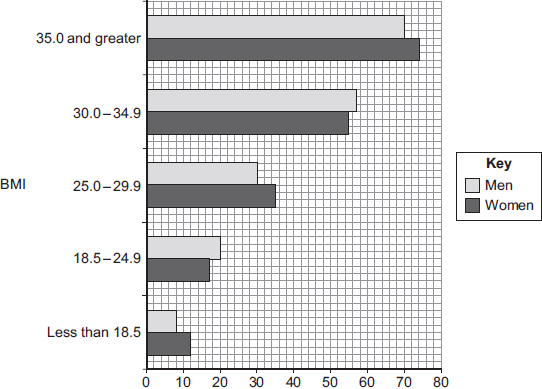 35.0 and greater
30.0 – 34.9
BMI
25.0 – 29.9
18.5 – 24.9
Less than 18.5
0 10 20 30 40 50 60 70 80
Key
Men
Women